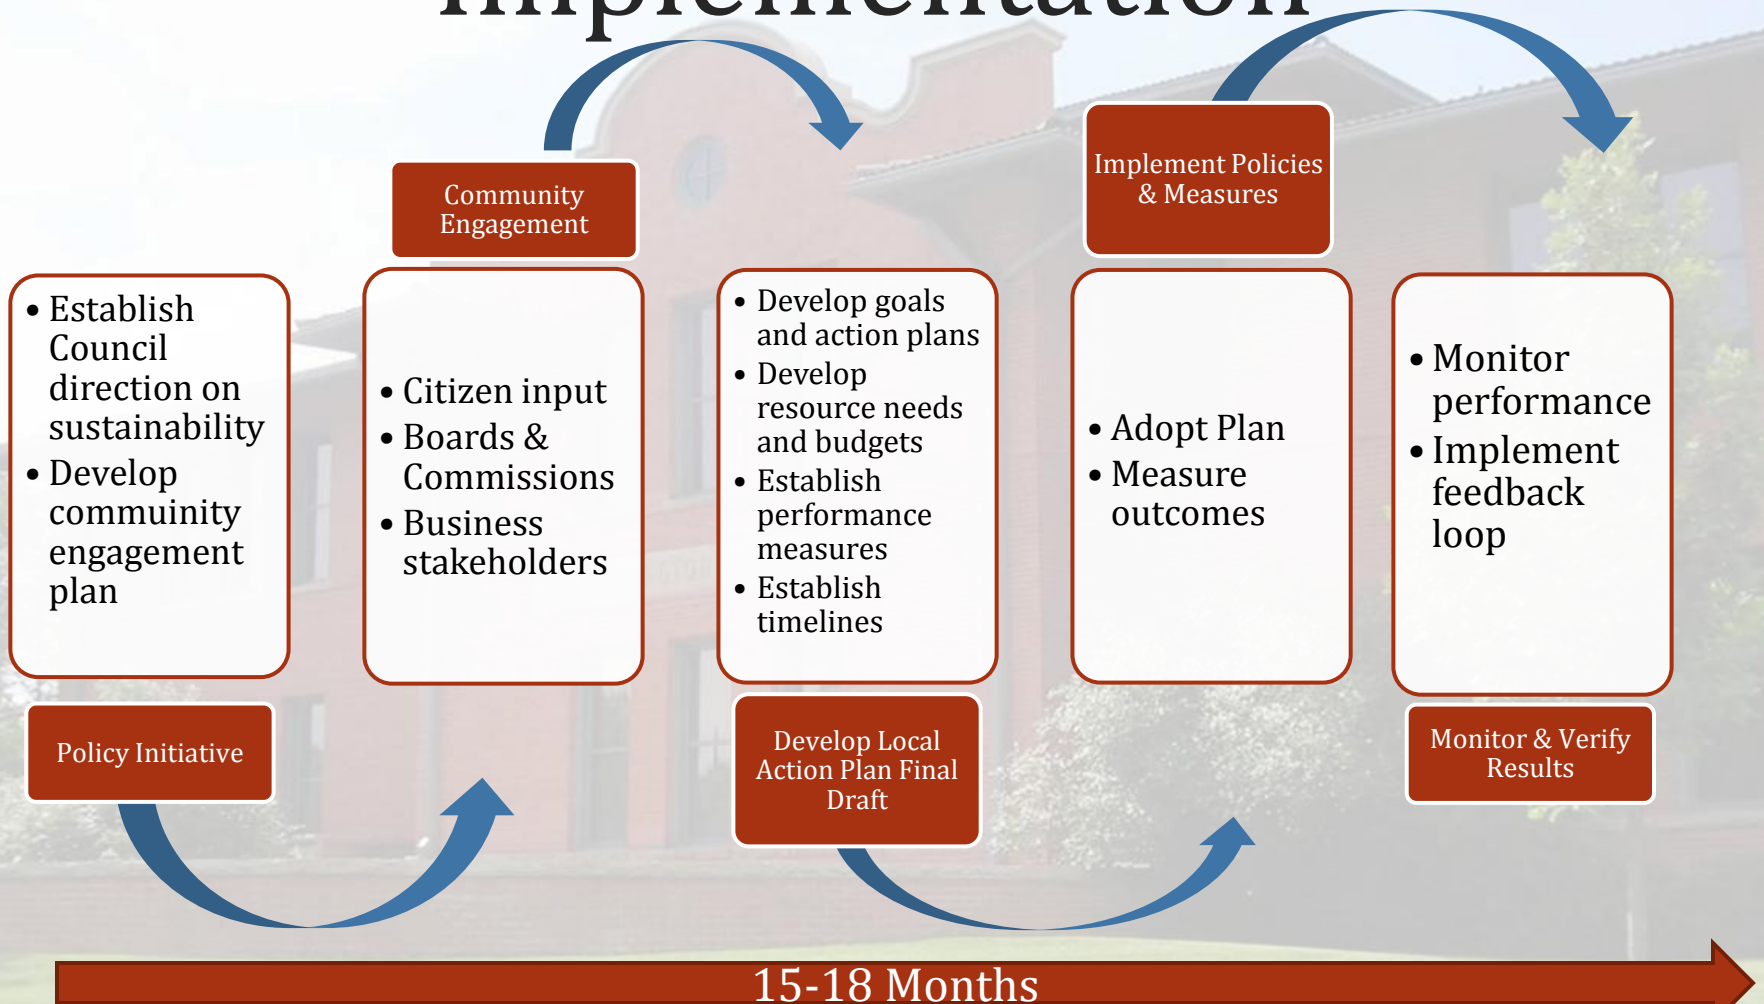 Implementation
Community
Engagement
Implement Policies
& Measures
• Establish
Council
direction on
sustainability
• Develop
commuinity
engagement
plan
• Citizen input
• Boards &
Commissions
• Business
stakeholders
• Develop goals
and action plans
• Develop
resource needs
and budgets
• Establish
performance
measures
• Establish
timelines
• Adopt Plan
• Measure
outcomes
• Monitor
performance
• Implement
feedback
loop
Policy Initiative
Develop Local
Action Plan Final
Draft
Monitor & Verify
Results
15-18 Months